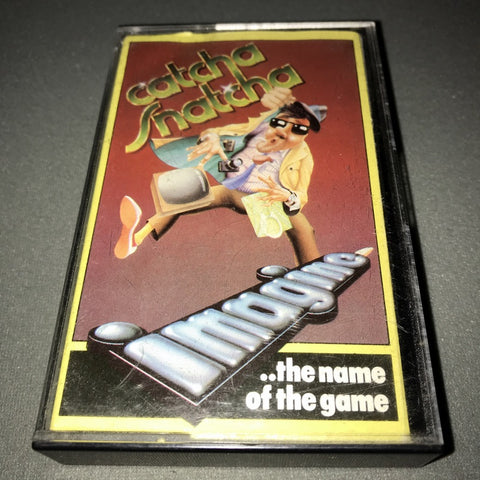 catcha
Snatcha
Imagine
..the name
of the game